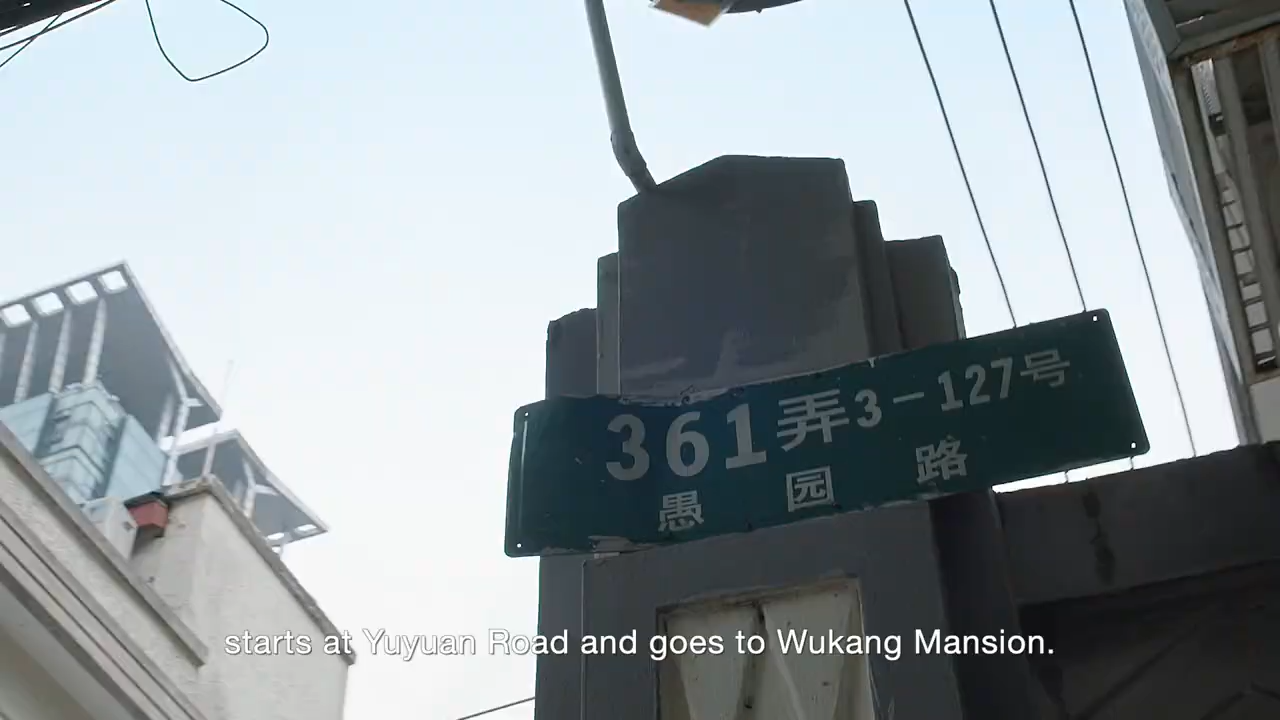 361弄3-127号
愚园路
starts at Yuyuan Road and goes to Wukang Mansion.